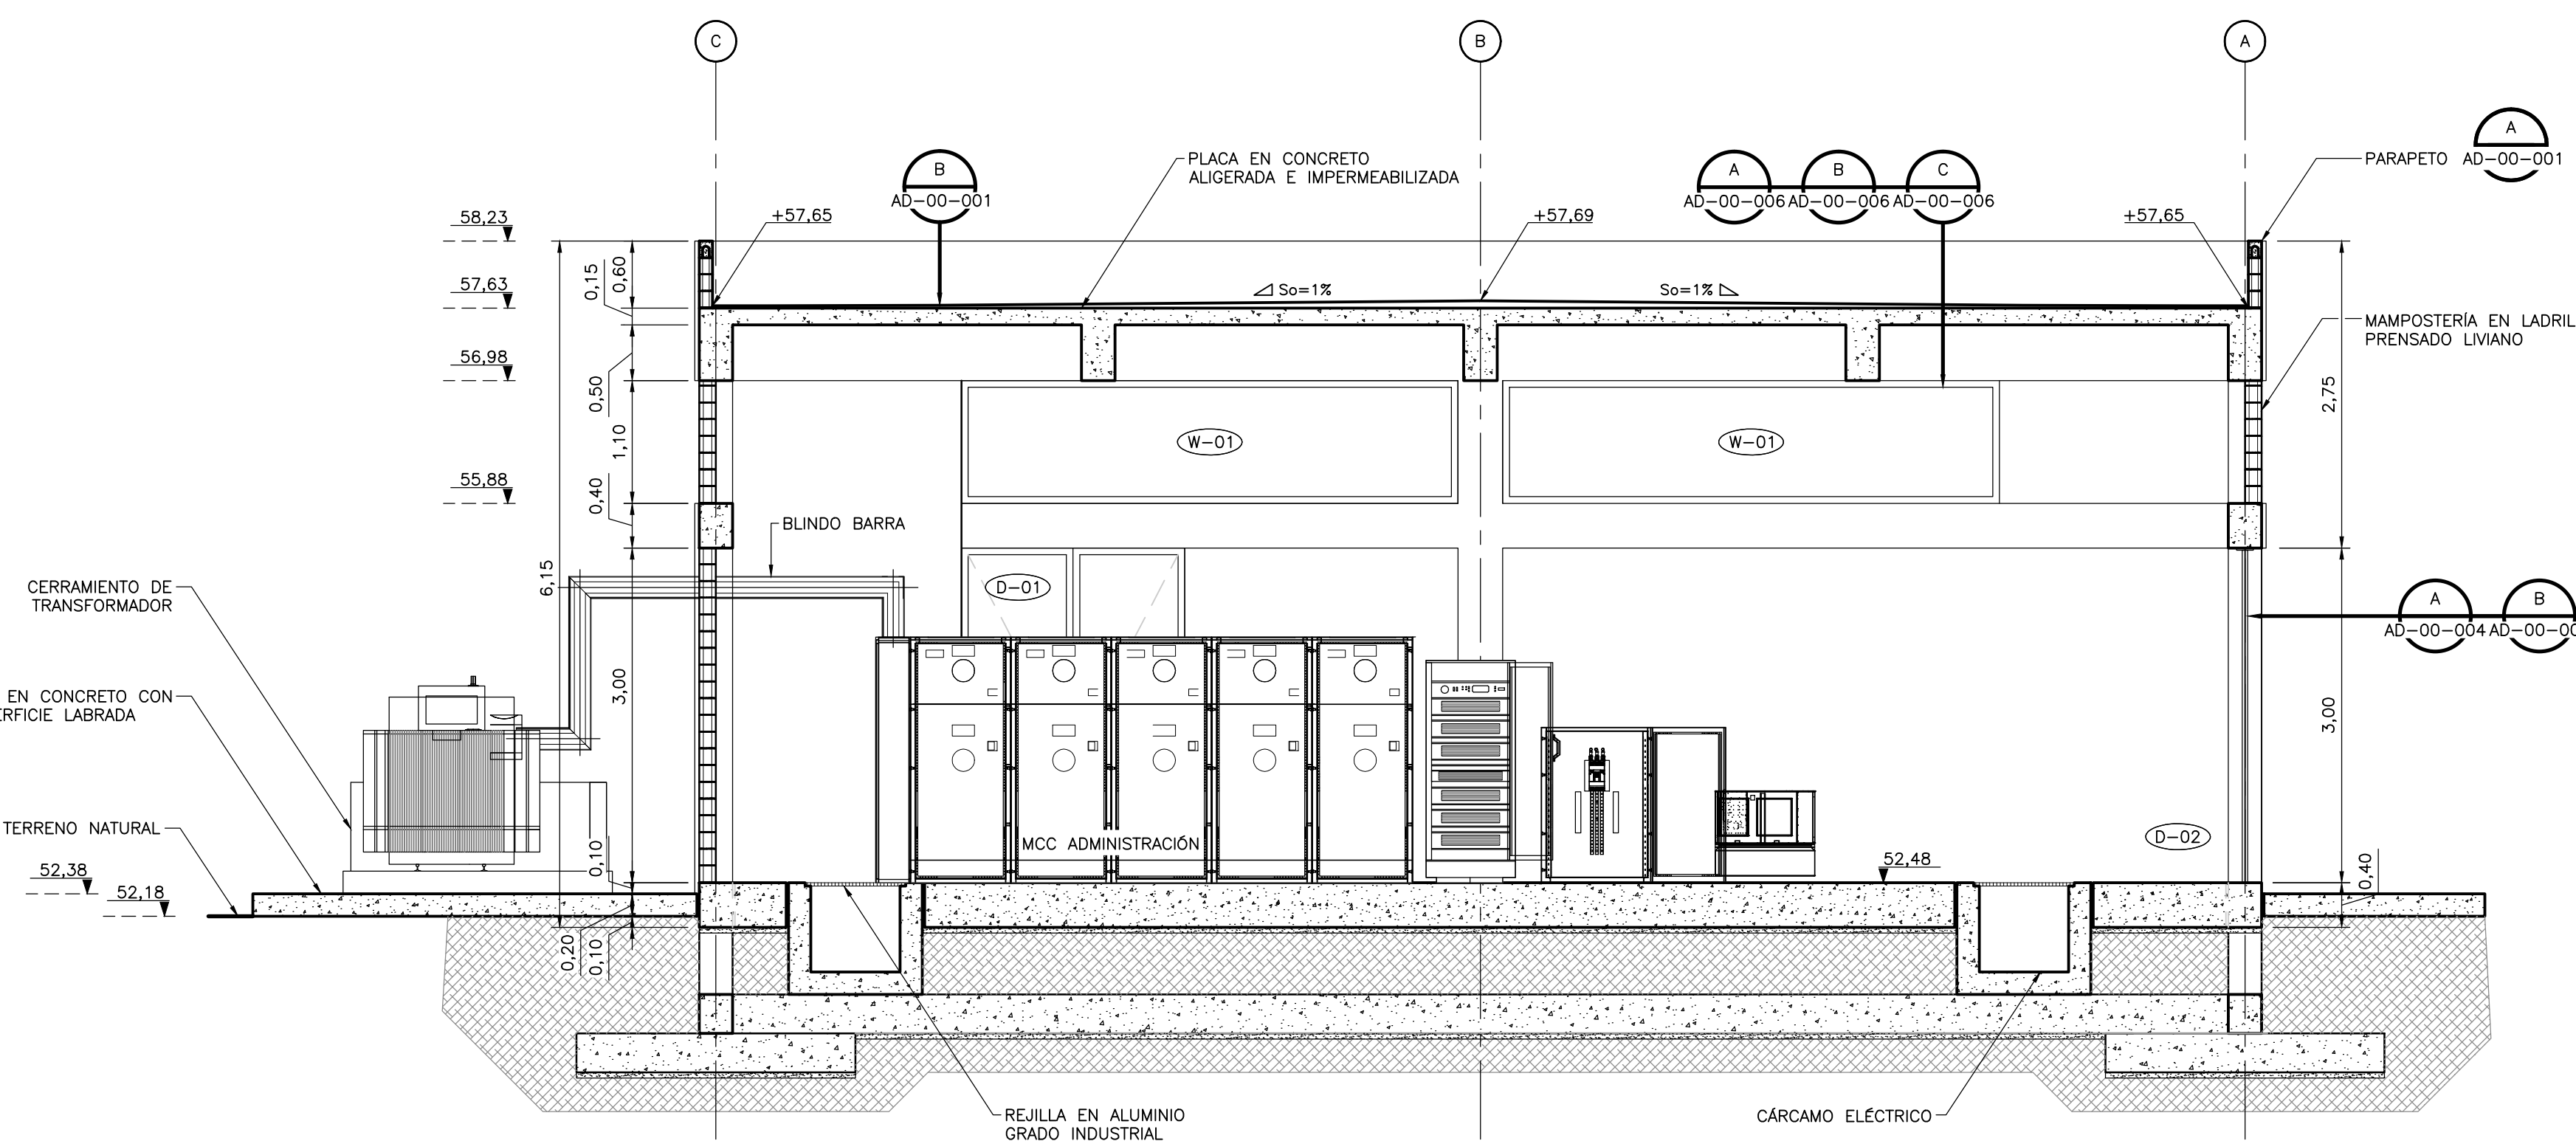 C
B
A
A
PARAPETO AD-00-001
B
AD-00-001
PLACA EN CONCRETO
ALIGERADA E IMPERMEABILIZADA
A
AD-00-006
B
AD-00-006
C
AD-00-006
58,23
+57,65
+57,69
+57,65
0,15
0,60
57,63
So=1%
So=1%
MAMPOSTERÍA EN LADRIL
PRENSADO LIVIANO
56,98
0,50
2,75
1,10
W-01
W-01
55,88
0,40
BLINDO BARRA
6,15
CERRAMIENTO DE
TRANSFORMADOR
D-01
A
AD-00-004
B
AD-00-00
EN CONCRETO CON
ERFICIE LABRADA
3,00
3,00
TERRENO NATURAL
MCC ADMINISTRACIÓN
D-02
0,10
52,38
52,18
52,48
0,40
0,20
0,10
REJILLA EN ALUMINIO
GRADO INDUSTRIAL
CÁRCAMO ELÉCTRICO